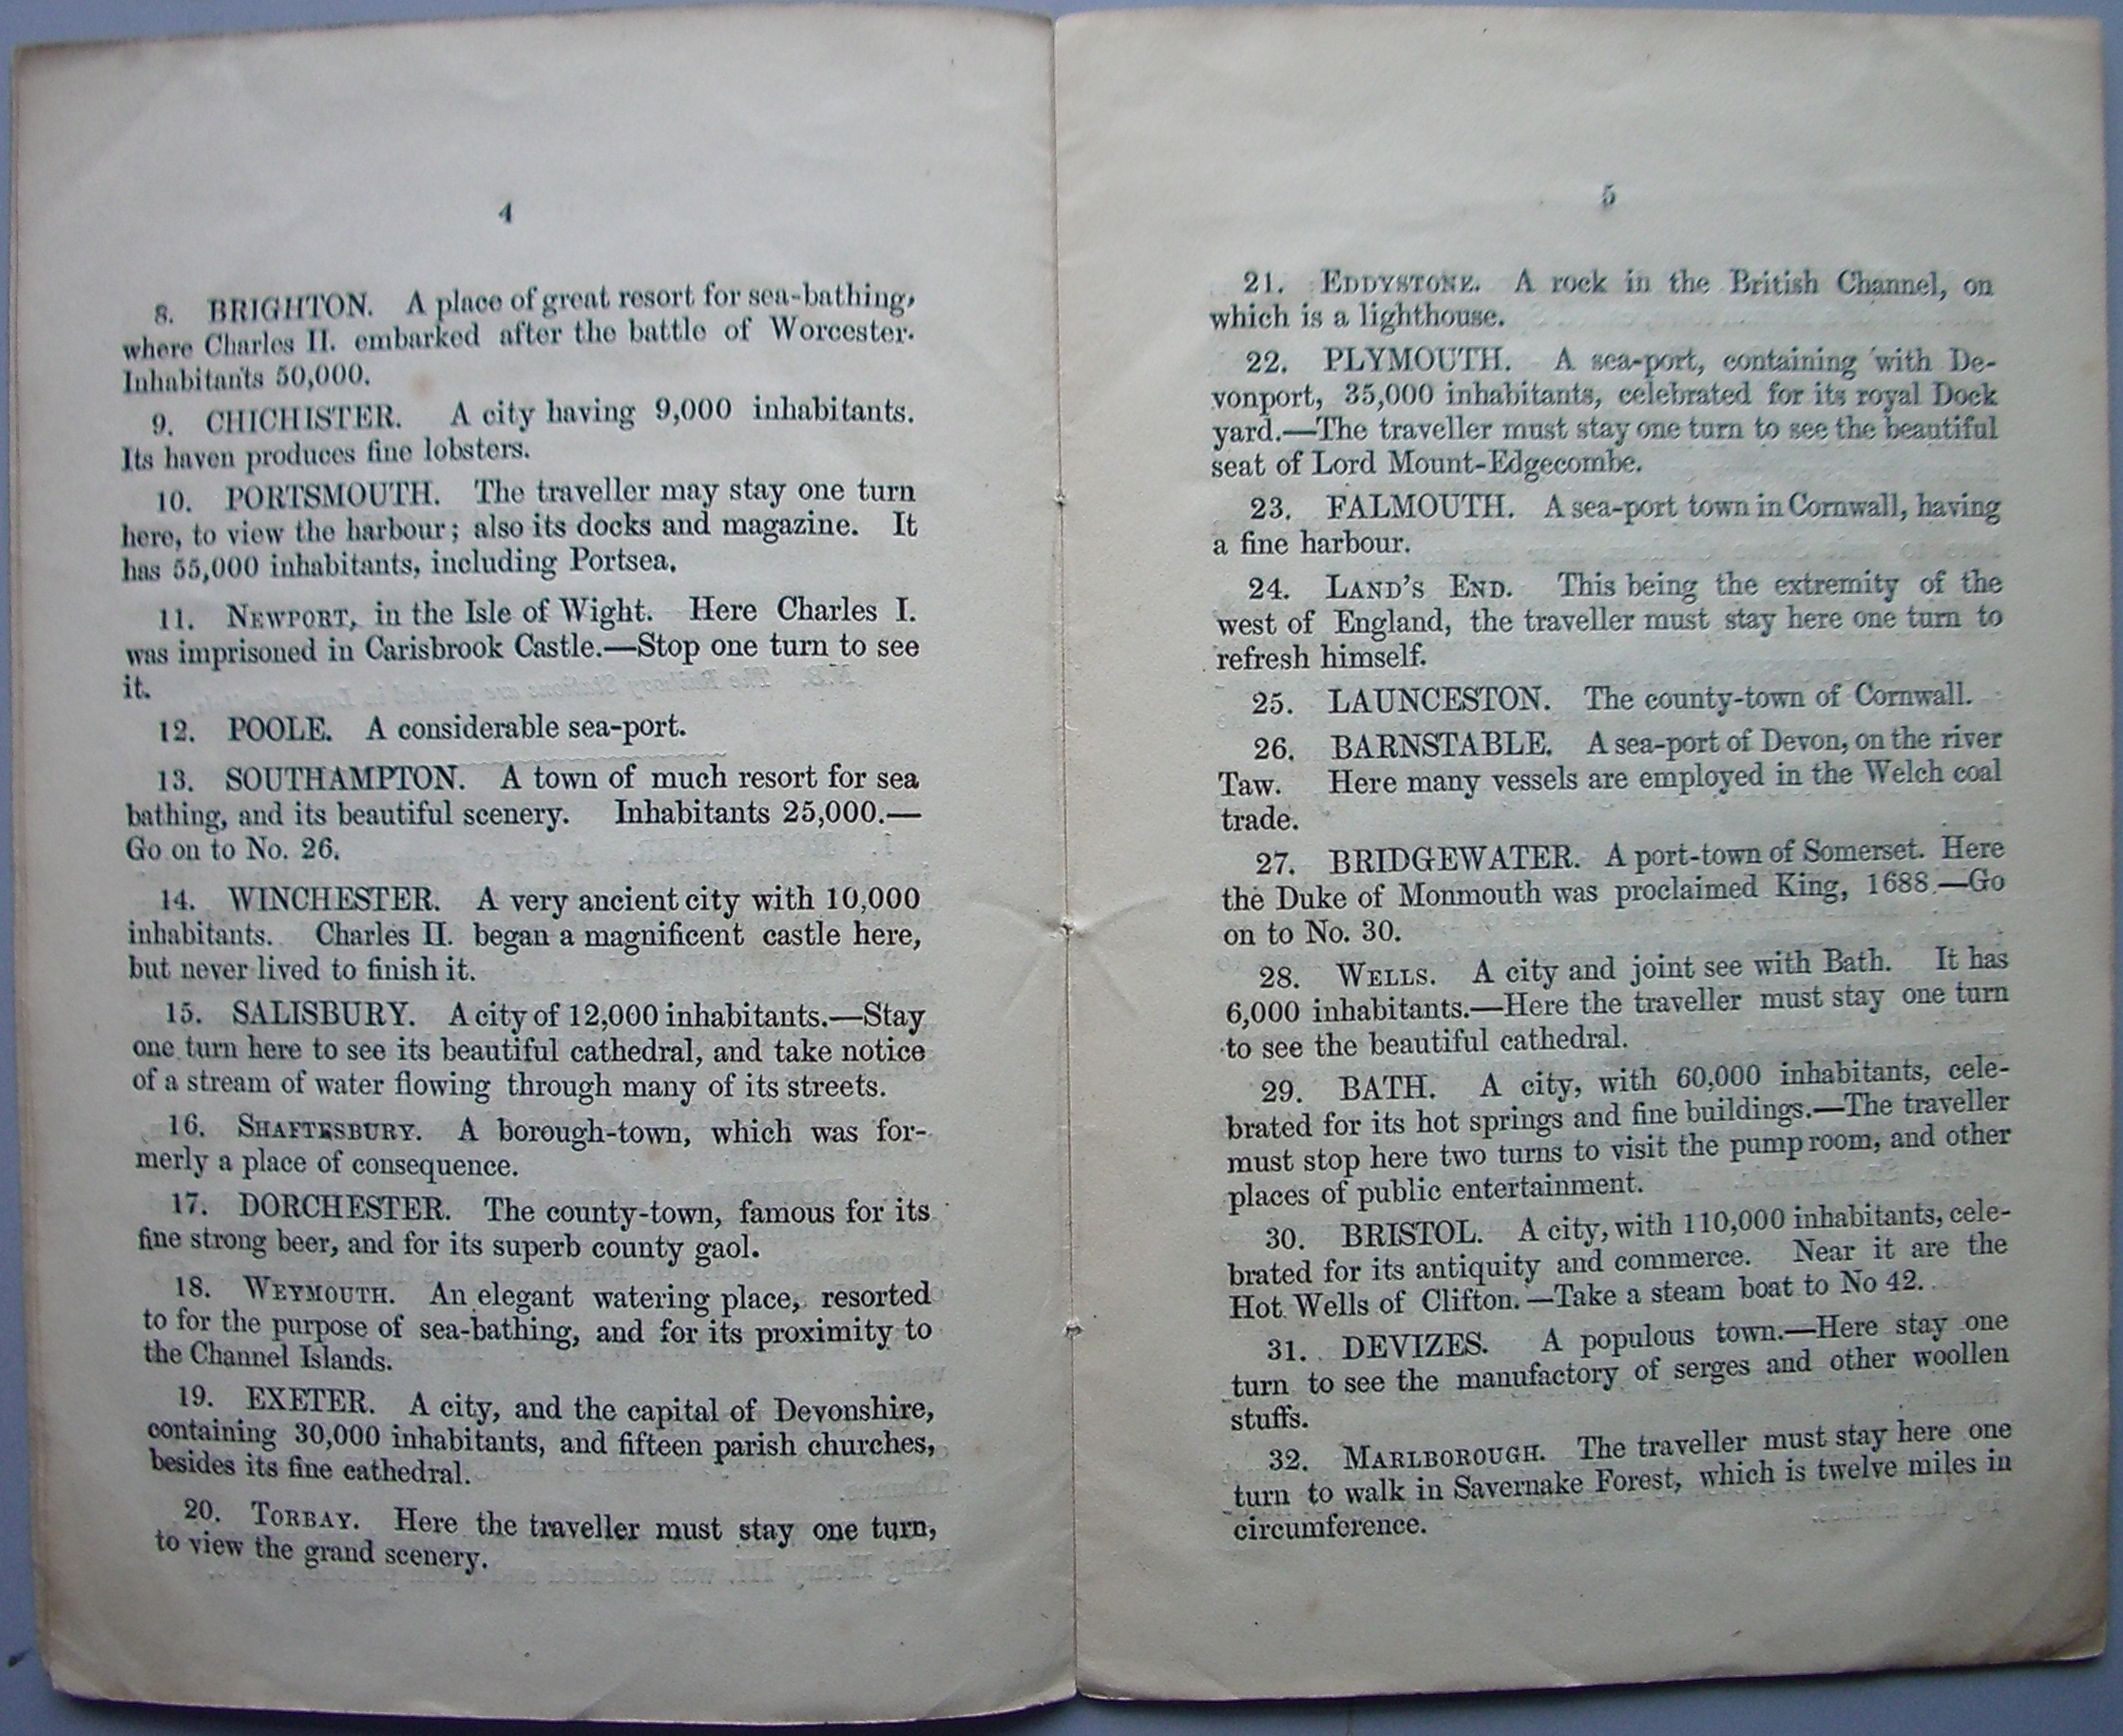 4
8. BRIGHTON. A place of great resort for sea-bathing,
where Charles II. embarked after the battle of Worcester.
Inhabitants 50,000.
9. CHICHISTER. A city having 9,000 inhabitants.
Its haven produces fine lobsters.
10. PORTSMOUTH. The traveller may stay one turn
here, to view the harbour; also its docks and magazine. It
has 55,000 inhabitants, including Portsea.
11. NEWPORT, in the Isle of Wight. Here Charles I.
was imprisoned in Carisbrook Castle.—Stop one turn to see
it.
12. POOLE. A considerable sea-port.
13. SOUTHAMPTON. A town of much resort for sea
bathing, and its beautiful scenery. Inhabitants 25,000.—
Go on to No. 26.
14. WINCHESTER. A very ancient city with 10,000
inhabitants. Charles II. began a magnificent castle here,
but never lived to finish it.
15. SALISBURY. A city of 12,000 inhabitants.—Stay
one turn here to see its beautiful cathedral, and take notice
of a stream of water flowing through many of its streets.
16. SHAFTESBURY. A borough-town, which was for-
merly a place of consequence.
17. DORCHESTER. The county-town, famous for its
fine strong beer, and for its superb county gaol.
18. WEYMOUTH. An elegant watering place, resorted
to for the purpose of sea-bathing, and for its proximity to
the Channel Islands.
19. EXETER. A city, and the capital of Devonshire,
containing 30,000 inhabitants, and fifteen parish churches,
besides its fine cathedral.
20. TORBAY. Here the traveller must stay one turn,
to view the grand scenery.
5
21. EDDYSTONE. A rock in the British Channel, on
which is a lighthouse.
22. PLYMOUTH. A sea-port, containing with De-
vonport, 35,000 inhabitants, celebrated for its royal Dock
yard.—The traveller must stay one turn to see the beautiful
seat of Lord Mount-Edgecombe.
23. FALMOUTH. A sea-port town in Cornwall, having
a fine harbour.
24. LAND'S END. This being the extremity of the
west of England, the traveller must stay here one turn to
refresh himself.
25. LAUNCESTON. The county-town of Cornwall.
26. BARNSTABLE. A sea-port of Devon, on the river
Taw. Here many vessels are employed in the Welch coal
trade.
27. BRIDGEWATER. A port-town of Somerset. Here
the Duke of Monmouth was proclaimed King, 1688.—Go
on to No. 30.
28. WELLS. A city and joint see with Bath. It has
6,000 inhabitants.—Here the traveller must stay one turn
to see the beautiful cathedral.
29. BATH. A city, with 60,000 inhabitants, cele-
brated for its hot springs and fine buildings.—The traveller
must stop here two turns to visit the pump room, and other
places of public entertainment.
30. BRISTOL. A city, with 110,000 inhabitants, cele-
brated for its antiquity and commerce. Near it are the
Hot Wells of Clifton.—Take a steam boat to No 42.
31. DEVIZES. A populous town.—Here stay one
turn to see the manufactory of serges and other woollen
stuffs.
32. MARLBOROUGH. The traveller must stay here one
turn to walk in Savernake Forest, which is twelve miles in
circumference.